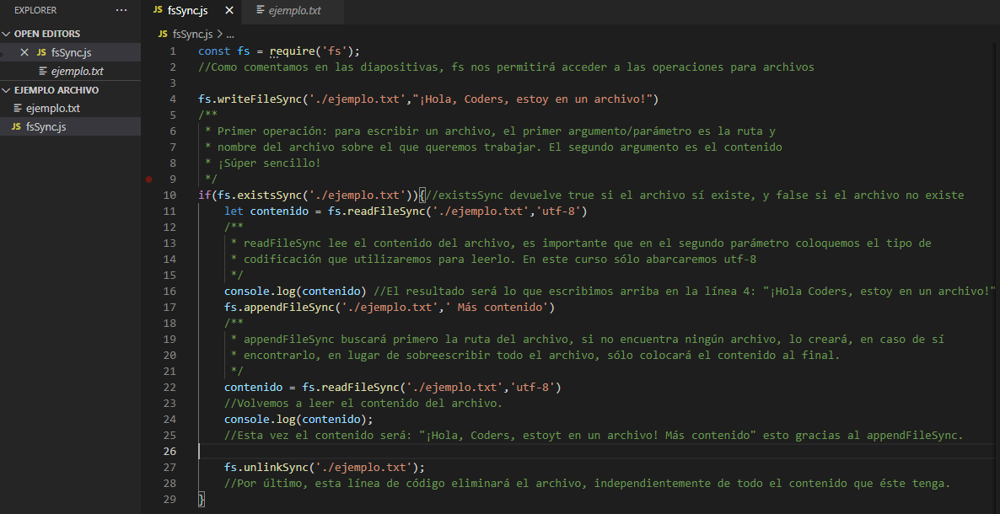 EXPLORER ...
JS fsSync.js ×
ejemplo.txt
OPEN EDITORS
× JS fsSync.js
ejemplo.txt
EJEMPLO ARCHIVO
ejemplo.txt
JS fsSync.js
JS fsSync.js > ...
1 const fs = require('fs');
2 //Como comentamos en las diapositivas, fs nos permitirá acceder a las operaciones para archivos
3
4 fs.writeFileSync('./ejemplo.txt',"¡Hola, Coders, estoy en un archivo!")
5 /**
6 * Primer operación: para escribir un archivo, el primer argumento/parámetro es la ruta y
7 * nombre del archivo sobre el que queremos trabajar. El segundo argumento es el contenido
8 * ¡Súper sencillo!
9 */
10 if(fs.existsSync('./ejemplo.txt')){//existsSync devuelve true si el archivo sí existe, y false si el archivo no existe
11 let contenido = fs.readFileSync('./ejemplo.txt','utf-8')
12 /**
13 * readFileSync lee el contenido del archivo, es importante que en el segundo parámetro coloquemos el tipo de
14 * codificación que utilizaremos para leerlo. En este curso sólo abarcaremos utf-8
15 */
16 console.log(contenido) //El resultado será lo que escribimos arriba en la línea 4: "¡Hola Coders, estoy en un archivo!"
17 fs.appendFileSync('./ejemplo.txt',' Más contenido')
18 /**
19 * appendFileSync buscará primero la ruta del archivo, si no encuentra ningún archivo, lo creará, en caso de sí
20 * encontrarlo, en lugar de sobreescribir todo el archivo, sólo colocará el contenido al final.
21 */
22 contenido = fs.readFileSync('./ejemplo.txt','utf-8')
23 //Volvemos a leer el contenido del archivo.
24 console.log(contenido);
25 //Esta vez el contenido será: "¡Hola, Coders, estoyt en un archivo! Más contenido" esto gracias al appendFileSync.
26
27 fs.unlinkSync('./ejemplo.txt');
28 //Por último, esta línea de código eliminará el archivo, independientemente de todo el contenido que éste tenga.
29 }